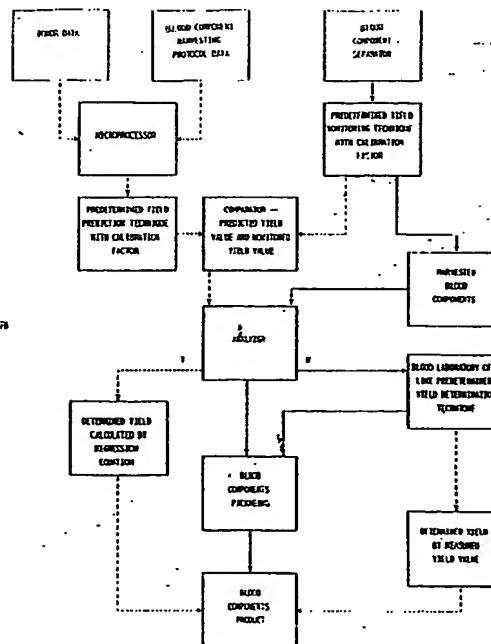 DONOR DATA
BLOOD COMPONENT
HARVESTING
PROTOCOL DATA
BLOOD
COMPONENT
SEPARATOR
MICROPROCESSOR
PREDETERMINED YIELD
MONITORING TECHNIQUE
WITH CALIBRATION
FACTOR
PREDETERMINED YIELD
PREDICTION TECHNIQUE
WITH CALIBRATION
FACTOR
COMPARATOR —
PREDICTED YIELD
VALUE AND MONITORED
YIELD VALUE
HARVESTED
BLOOD
COMPONENTS
ANALYZER
Y
N
BLOOD LABORATORY OFF
LINE PREDETERMINED
YIELD DETERMINATION
TECHNIQUE
DETERMINED YIELD
CALCULATED BY
REGRESSION
EQUATION
BLOOD
COMPONENTS
PACKAGING
DETERMINED YIELD
BY MEASURED
YIELD VALUE
BLOOD
COMPONENTS
PRODUCT